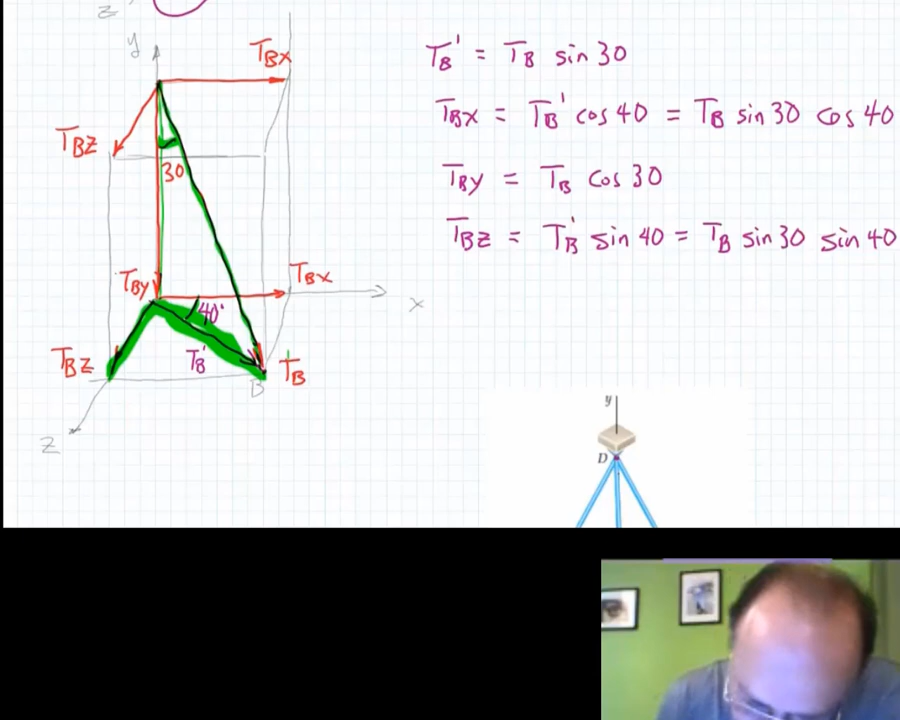 z
y
T_BX
T_BZ
30
T_BY
T_BX
40°
x
T_BZ
T_B'
T_B
B
Z
T_B' = T_B sin 30
T_BX = T_B' cos 40 = T_B sin 30 cos 40
T_BY = T_B cos 30
T_BZ = T_B' sin 40 = T_B sin 30 sin 40
y
D